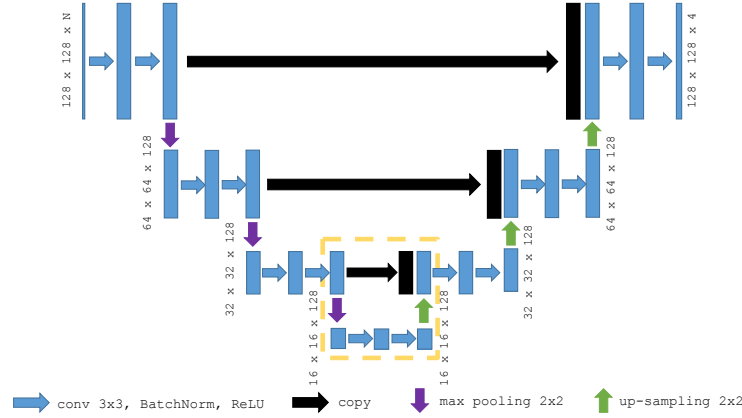 128 x 128 x N
128 x 128 x 4
64 x 64 x 128
64 x 64 x 128
32 x 32 x 128
32 x 32 x 128
16 x 16 x 128
16 x 16 x 128
conv 3x3, BatchNorm, ReLU
copy
max pooling 2x2
up-sampling 2x2